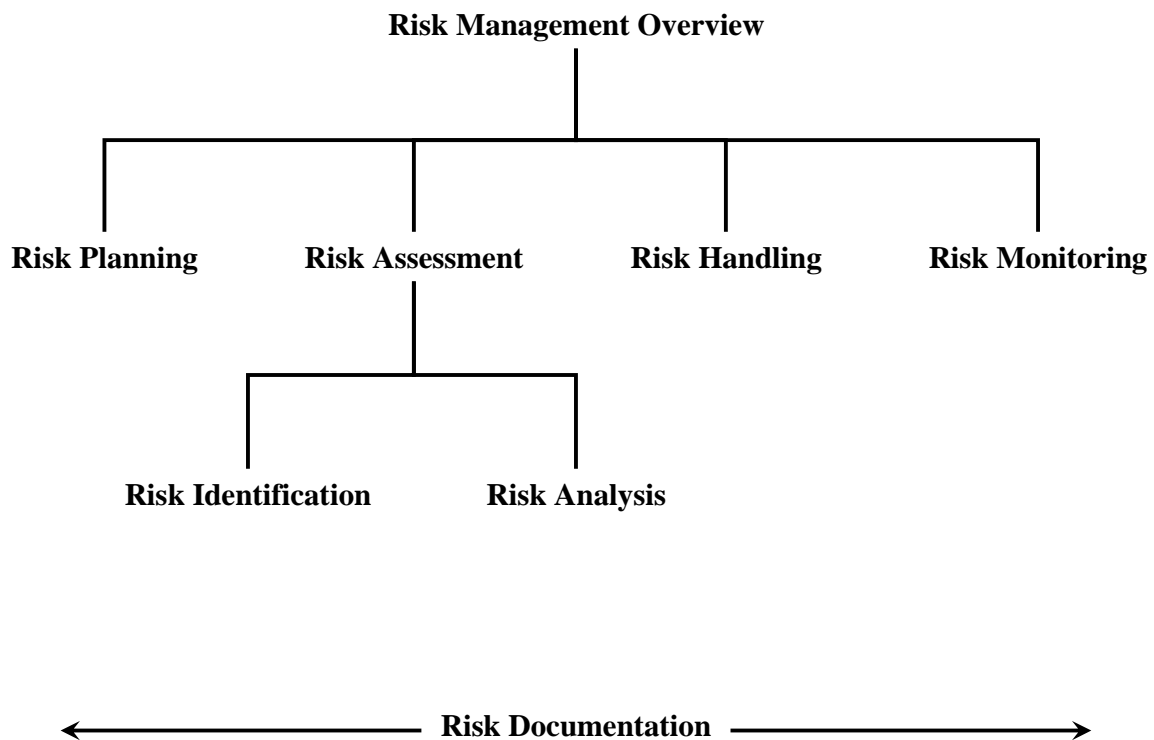 Risk Management Overview
Risk Planning
Risk Assessment
Risk Handling
Risk Monitoring
Risk Identification
Risk Analysis
Risk Documentation